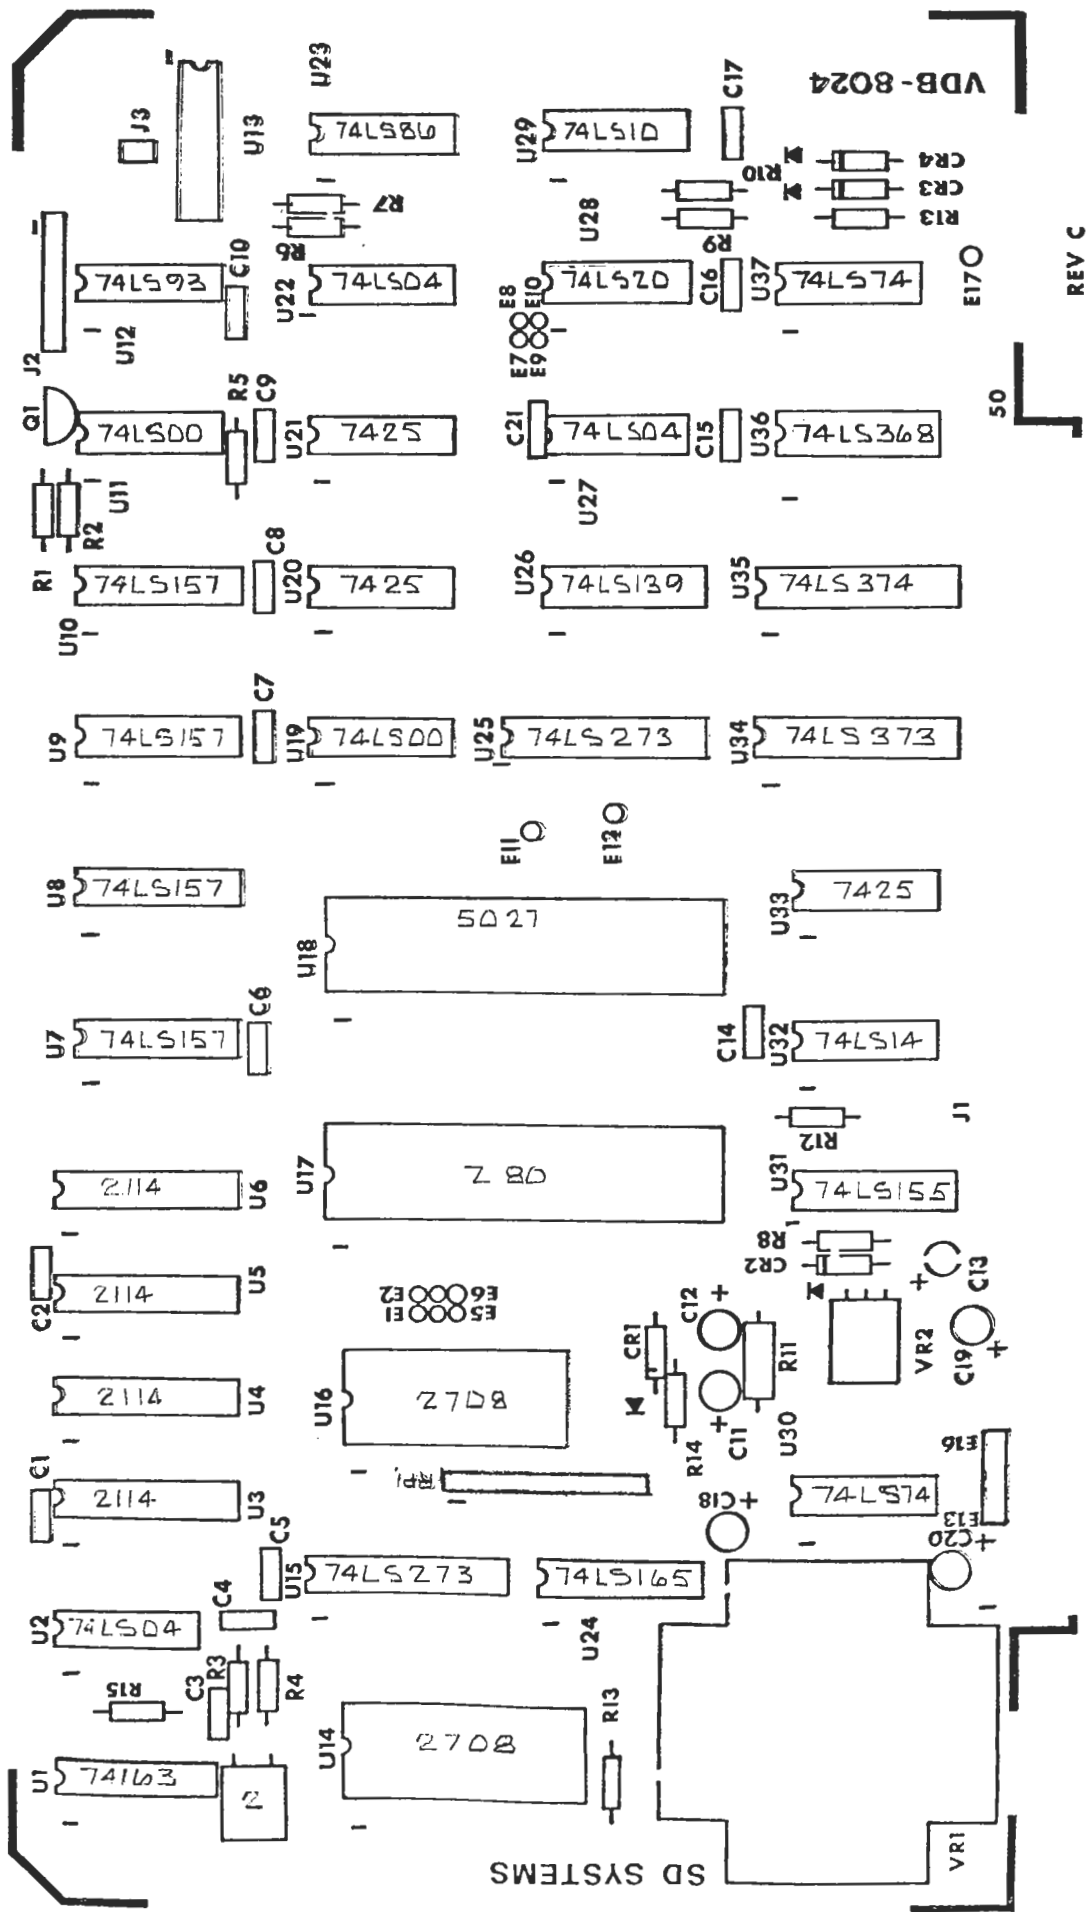 U23
VDB-8024
C17
J3
U13
74LS86
U29
74LS10
R10
CR4
CR3
R13
R7
R6
U28
R9
C10
74LS93
U22
74LS04
E8
E10
74LS20
C16
U37
74LS74
E17
REV C
U12
J2
E7
E9
Q1
R5
C9
74LS00
U21
7425
C21
74LS04
C15
U36
74LS368
50
U11
U27
R1
R2
C8
74LS157
U20
7425
U26
74LS139
U35
74LS374
U10
C7
U9
74LS157
U19
74LS00
U25
74LS273
U34
74LS373
E11
E12
U8
74LS157
5027
U18
U33
7425
C6
U7
74LS157
C14
U32
74LS14
R12
J1
U17
Z 80
U31
74LS155
2114
U6
R8
CR2
C13
C2
2114
U5
E2
E6
E1
E5
C12
CR1
R11
VR2
C19
2114
U4
U16
2708
R14
C11
U30
E16
C1
2114
U3
RP1
C18
74LS74
E13
C20
C5
U15
74LS273
74LS165
C4
U2
74LS04
U24
R15
C3
R3
R4
R13
U14
2708
U1
74163
2
VR1
SD SYSTEMS